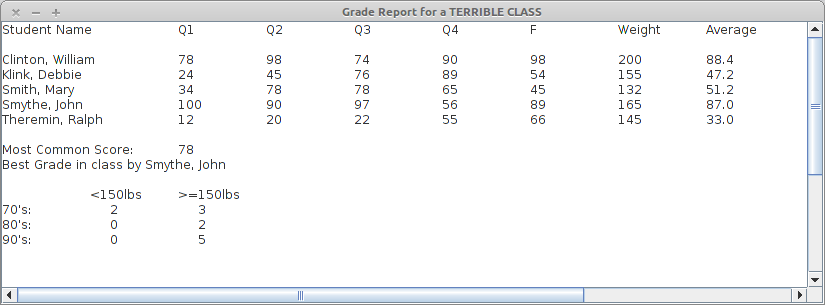 Grade Report for a TERRIBLE CLASS
Student Name Q1 Q2 Q3 Q4 F Weight Average
Clinton, William 78 98 74 90 98 200 88.4
Klink, Debbie 24 45 76 89 54 155 47.2
Smith, Mary 34 78 78 65 45 132 51.2
Smythe, John 100 90 97 56 89 165 87.0
Theremin, Ralph 12 20 22 55 66 145 33.0
Most Common Score: 78
Best Grade in class by Smythe, John
<150lbs >=150lbs
70's: 2 3
80's: 0 2
90's: 0 5